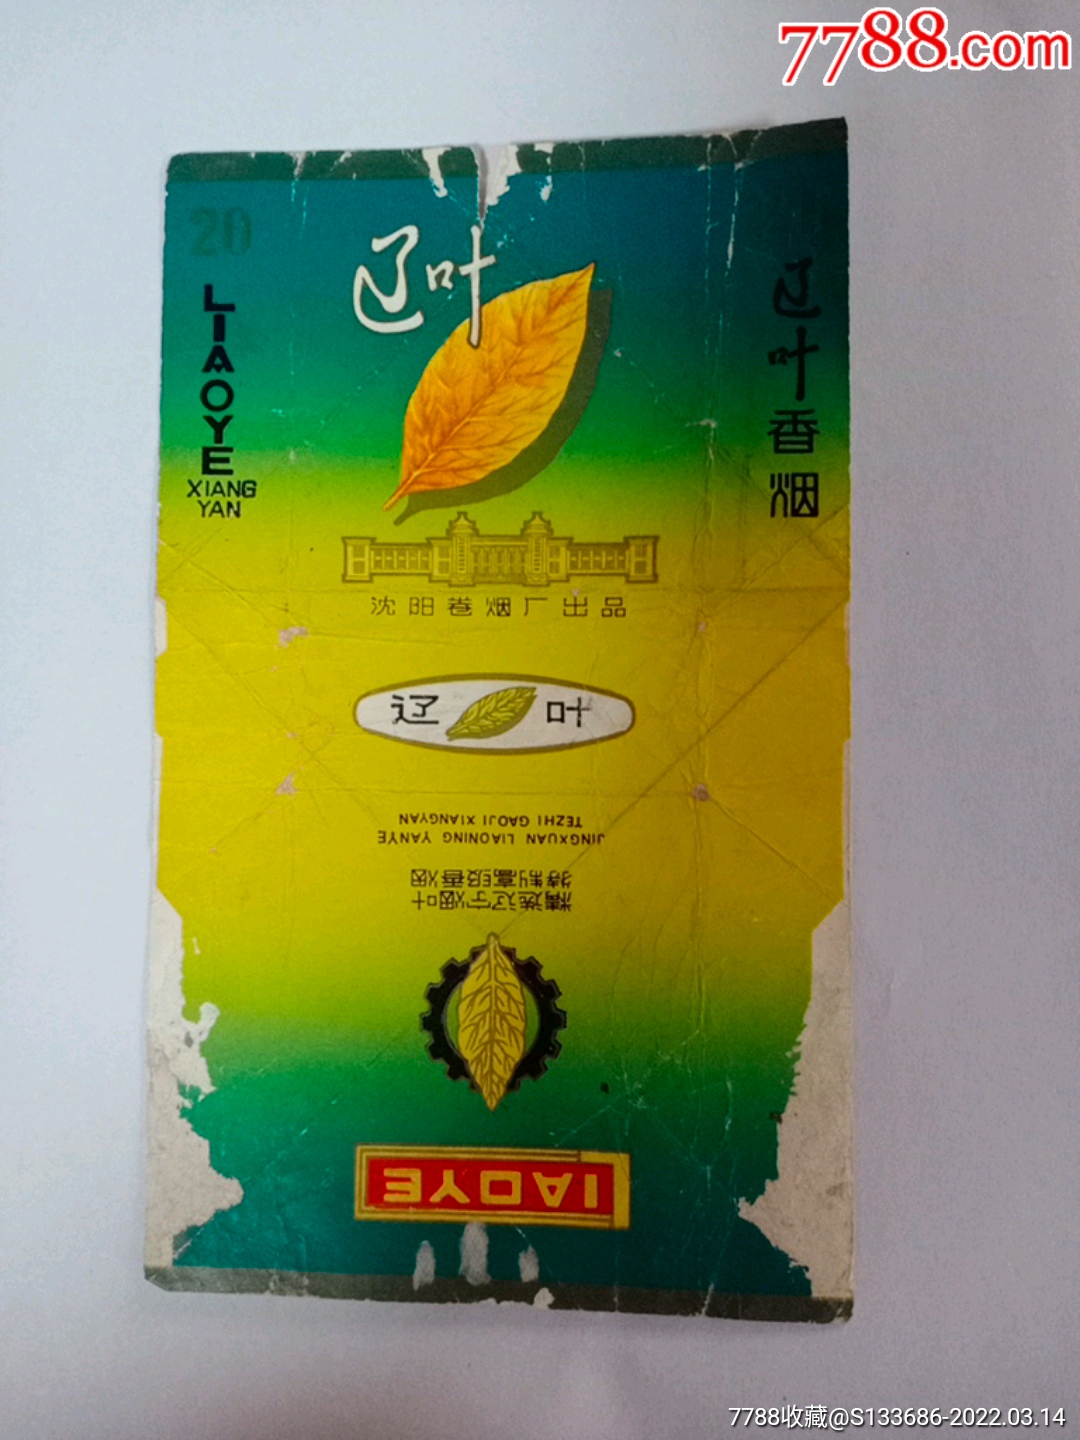 7788.com
20
辽叶
LIAOYE
XIANG
YAN
辽叶香烟
沈阳卷烟厂出品
辽叶
精选辽宁烟叶
特制高级香烟
JINGXUAN LIAONING YANYE
TEZHI GAOJI XIANGYAN
LIAOYE
7788收藏@S133686-2022.03.14